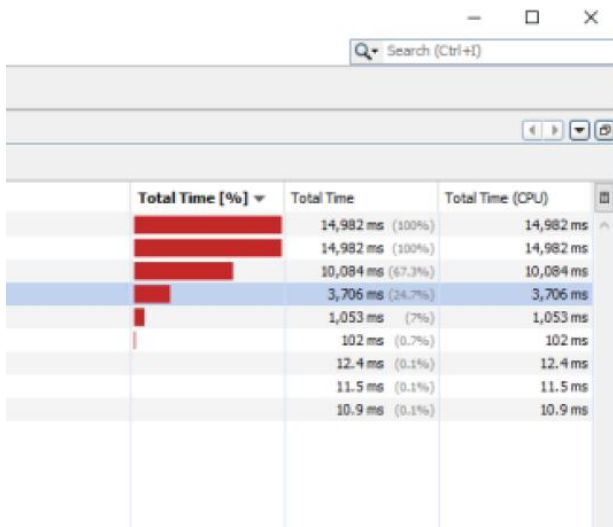 Search (Ctrl+I)
Total Time [%] Total Time Total Time (CPU)
14,982 ms (100%) 14,982 ms
14,982 ms (100%) 14,982 ms
10,084 ms (67.3%) 10,084 ms
3,706 ms (24.7%) 3,706 ms
1,053 ms (7%) 1,053 ms
102 ms (0.7%) 102 ms
12.4 ms (0.1%) 12.4 ms
11.5 ms (0.1%) 11.5 ms
10.9 ms (0.1%) 10.9 ms